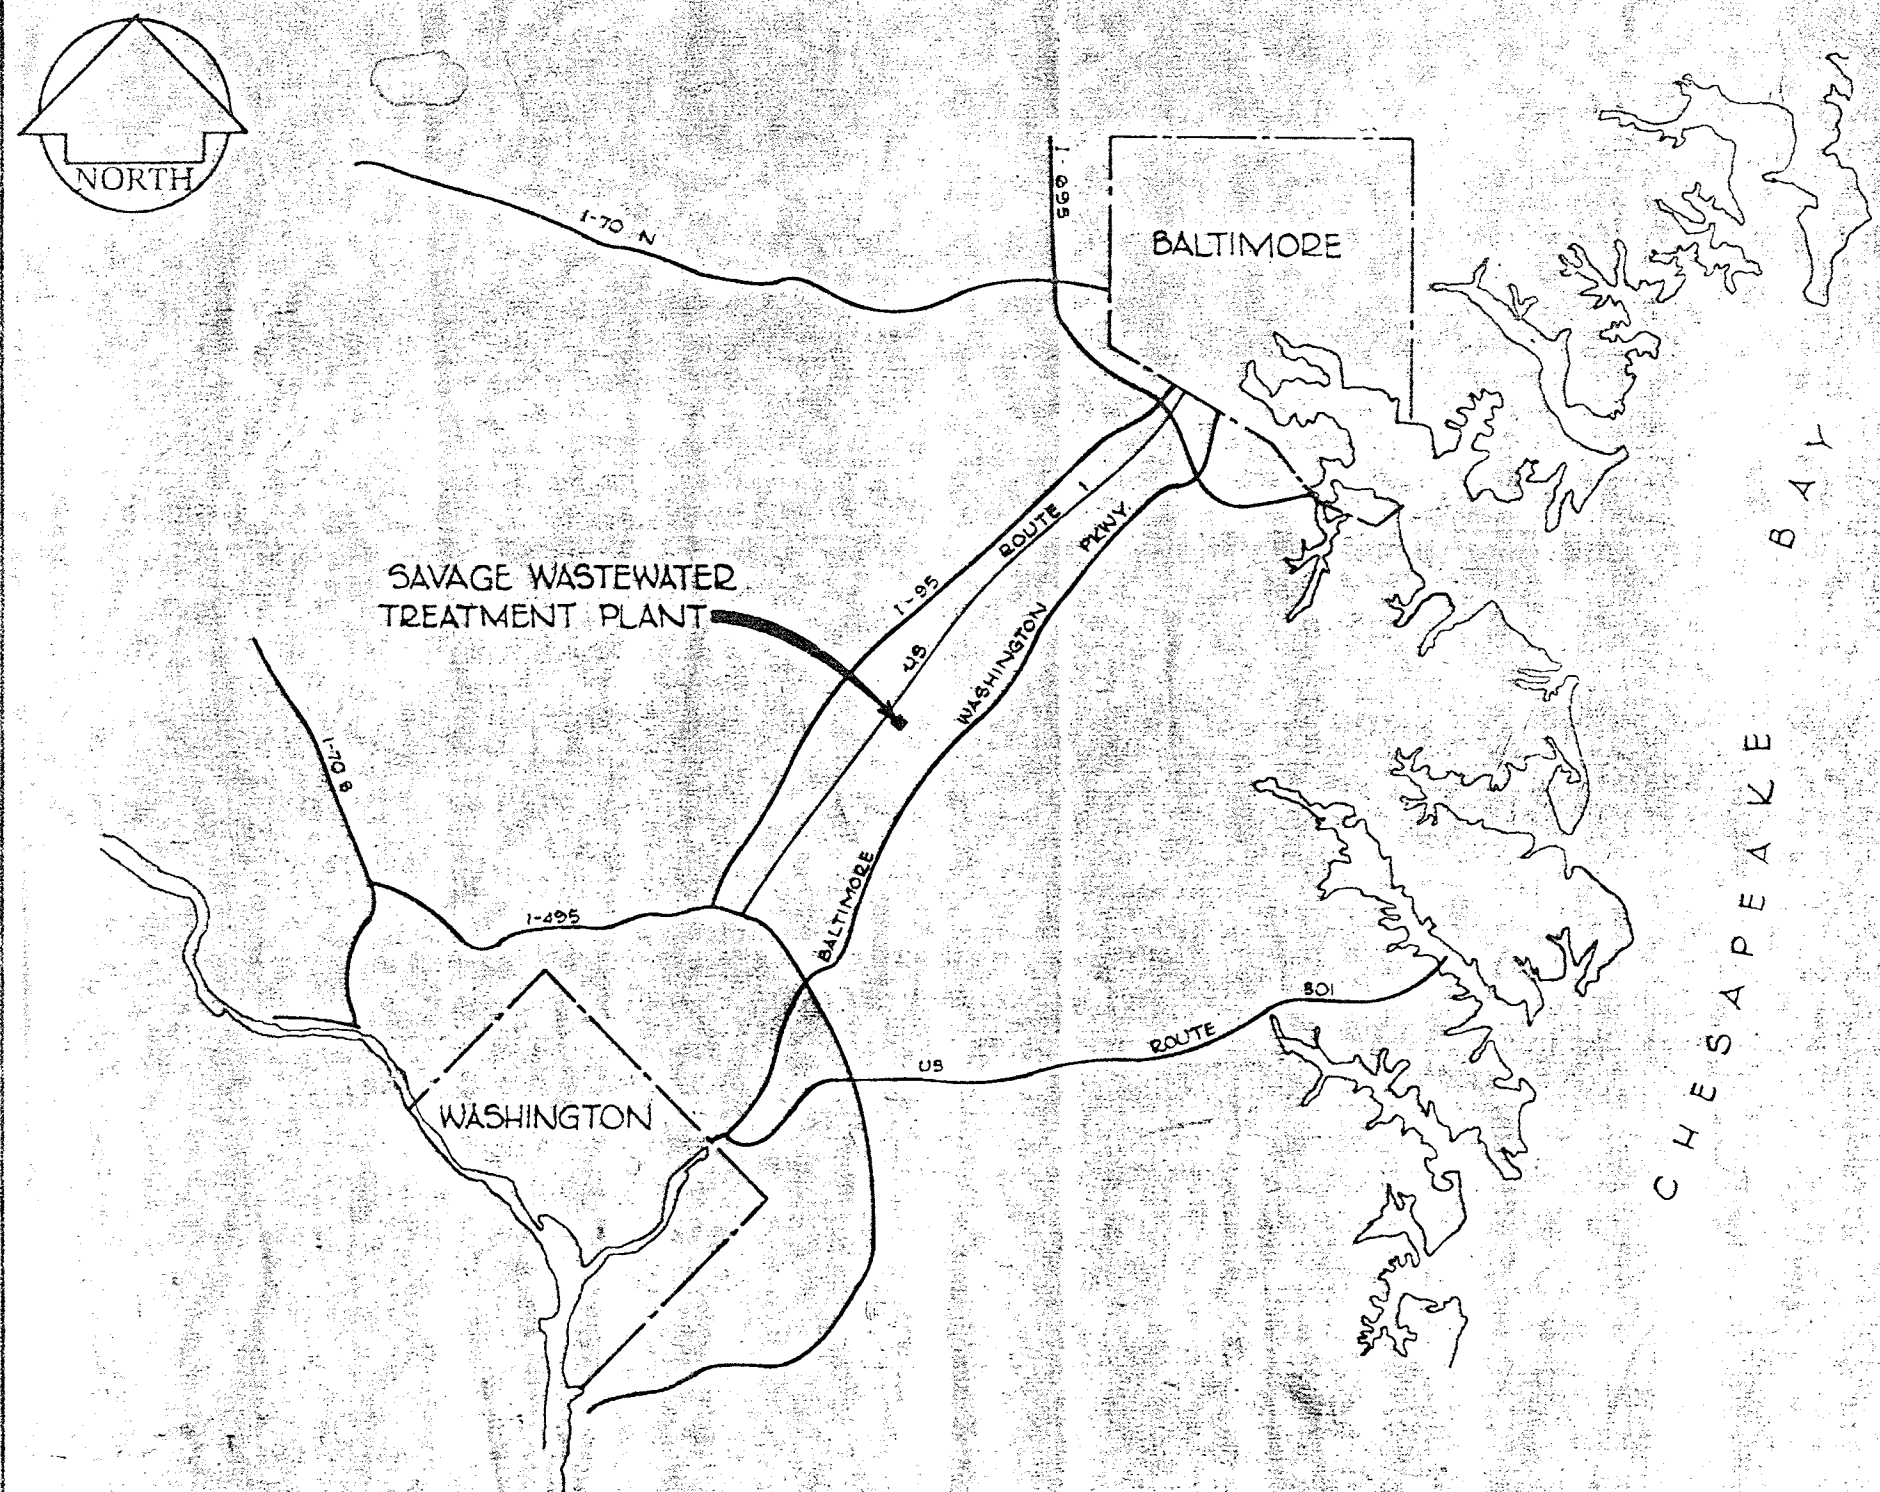 NORTH
I-70 N
I 695
BALTIMORE
ROUTE 1
PKWY.
SAVAGE WASTEWATER
TREATMENT PLANT
I-95
US
WASHINGTON
I-70 S
BALTIMORE
I-495
301
ROUTE
US
WASHINGTON
CHESAPEAKE BAY